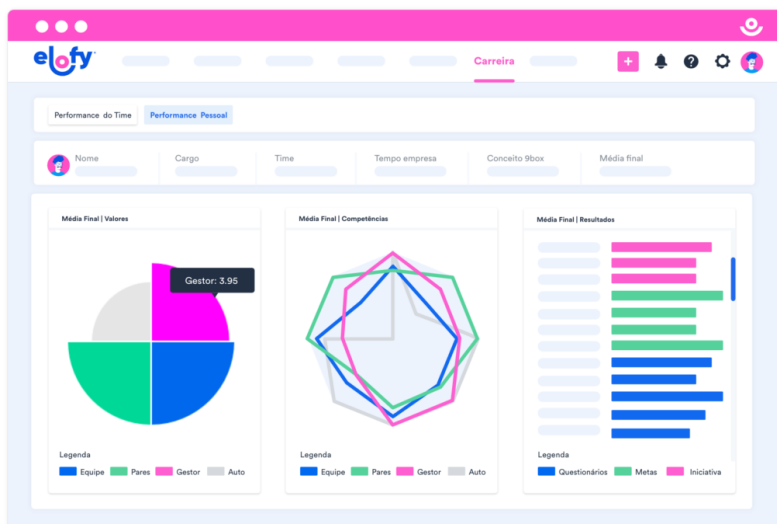 elofy
Carreira
Performance do Time Performance Pessoal
Nome Cargo Time Tempo empresa Conceito 9box Média final
Média Final | Valores
Gestor: 3.95
Legenda
Equipe Pares Gestor Auto
Média Final | Competências
Legenda
Equipe Pares Gestor Auto
Média Final | Resultados
Legenda
Questionários Metas Iniciativa